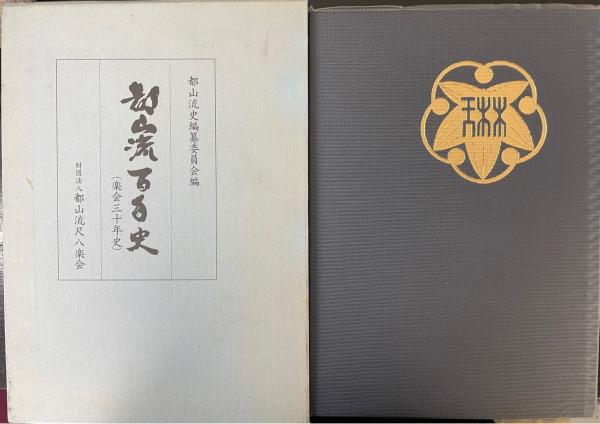 都山流史編纂委員会編
都山流百年史
(楽会三十年史)
財団法人 都山流尺八楽会